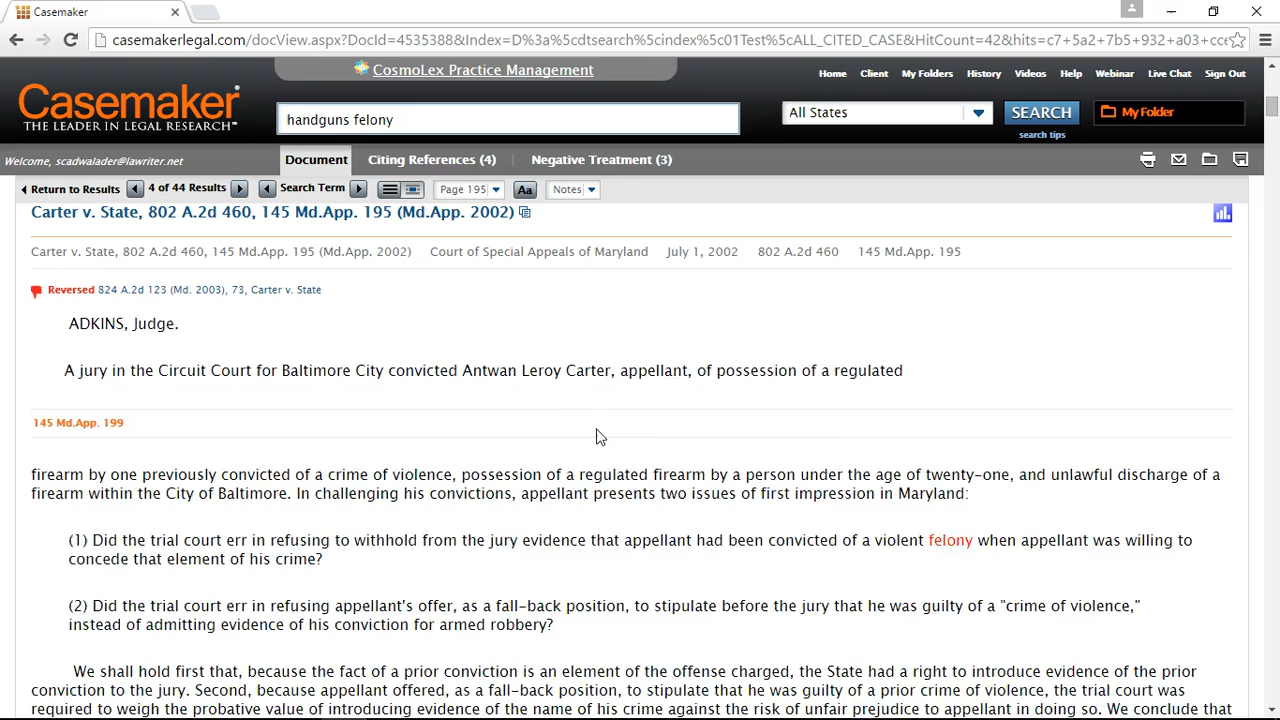 Casemaker
casemakerlegal.com/docView.aspx?DocId=4535388&Index=D%3a%5cdtsearch%5cindex%5c01Test%5cALL_CITED_CASE&HitCount=42&hits=c7+5a2+7b5+932+a03+cce
CosmoLex Practice Management
Home Client My Folders History Videos Help Webinar Live Chat Sign Out
Casemaker
THE LEADER IN LEGAL RESEARCH™
handguns felony
All States
SEARCH
My Folder
search tips
Welcome, scadwalader@lawriter.net
Document Citing References (4) Negative Treatment (3)
Return to Results 4 of 44 Results Search Term Page 195 Aa Notes
Carter v. State, 802 A.2d 460, 145 Md.App. 195 (Md.App. 2002)
Carter v. State, 802 A.2d 460, 145 Md.App. 195 (Md.App. 2002) Court of Special Appeals of Maryland July 1, 2002 802 A.2d 460 145 Md.App. 195
Reversed 824 A.2d 123 (Md. 2003), 73, Carter v. State
ADKINS, Judge.
A jury in the Circuit Court for Baltimore City convicted Antwan Leroy Carter, appellant, of possession of a regulated
145 Md.App. 199
firearm by one previously convicted of a crime of violence, possession of a regulated firearm by a person under the age of twenty-one, and unlawful discharge of a
firearm within the City of Baltimore. In challenging his convictions, appellant presents two issues of first impression in Maryland:
(1) Did the trial court err in refusing to withhold from the jury evidence that appellant had been convicted of a violent felony when appellant was willing to
concede that element of his crime?
(2) Did the trial court err in refusing appellant's offer, as a fall-back position, to stipulate before the jury that he was guilty of a "crime of violence,"
instead of admitting evidence of his conviction for armed robbery?
We shall hold first that, because the fact of a prior conviction is an element of the offense charged, the State had a right to introduce evidence of the prior
conviction to the jury. Second, because appellant offered, as a fall-back position, to stipulate that he was guilty of a prior crime of violence, the trial court was
required to weigh the probative value of introducing evidence of the name of his crime against the risk of unfair prejudice to appellant in doing so. We conclude that